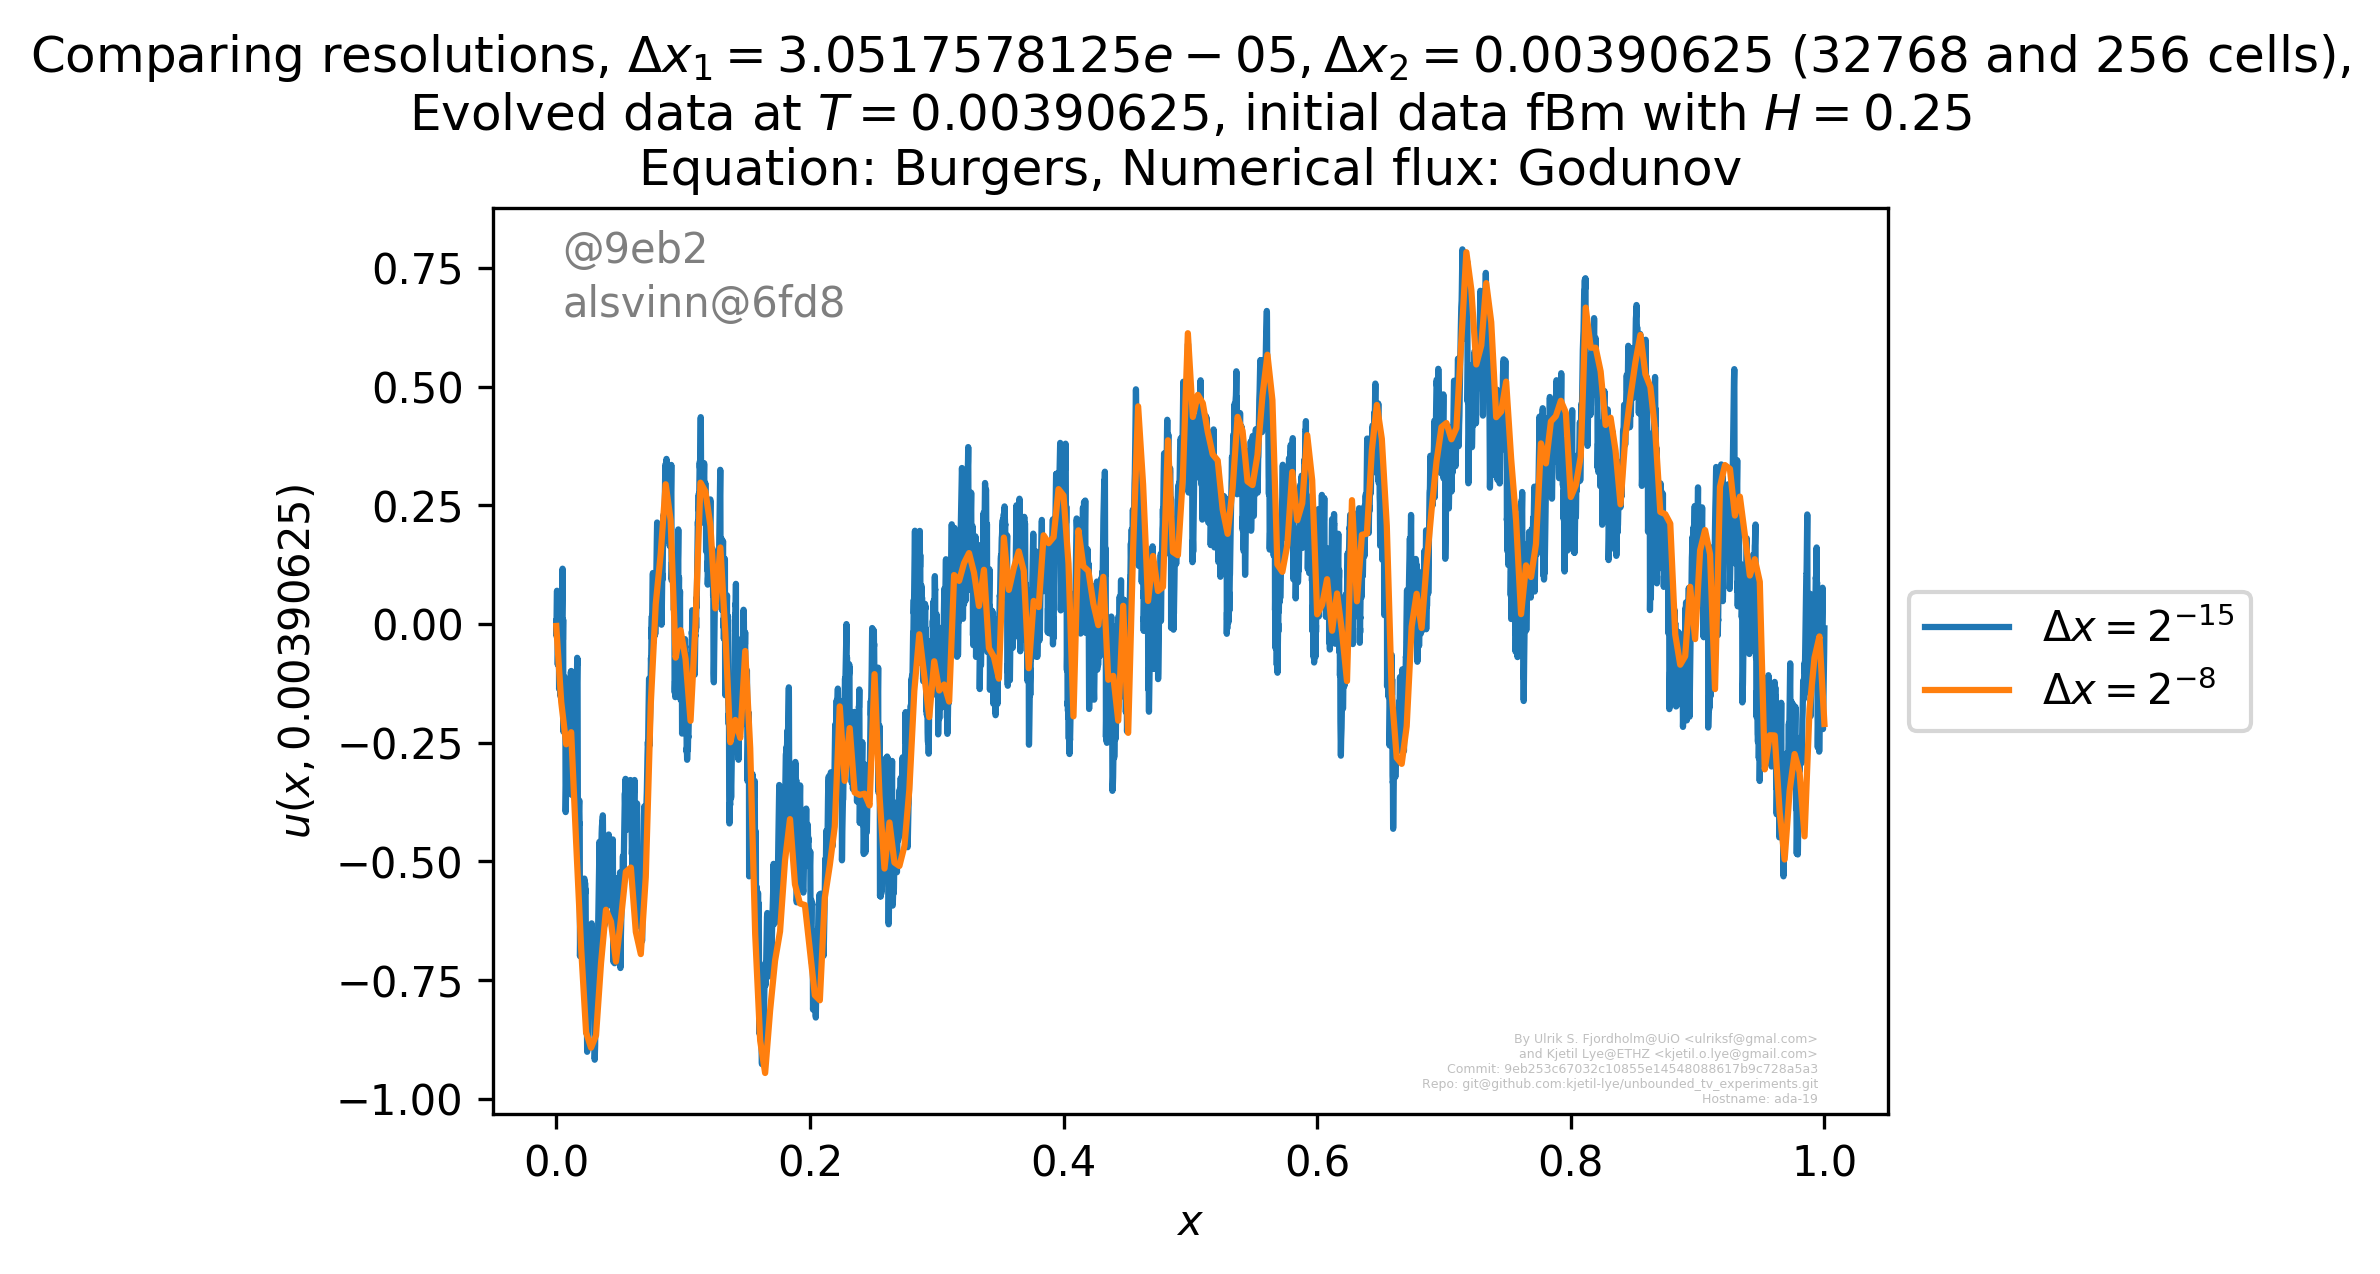 Comparing resolutions, Δx₁ = 3.0517578125e − 05, Δx₂ = 0.00390625 (32768 and 256 cells),
Evolved data at T = 0.00390625, initial data fBm with H = 0.25
Equation: Burgers, Numerical flux: Godunov
@9eb2
alsvinn@6fd8
0.75
0.50
0.25
0.00
−0.25
−0.50
−0.75
−1.00
u(x, 0.00390625)
Δx = 2⁻¹⁵
Δx = 2⁻⁸
By Ulrik S. Fjordholm@UiO <ulriksf@gmal.com>
and Kjetil Lye@ETHZ <kjetil.o.lye@gmail.com>
Commit: 9eb253c67032c10855e14548088617b9c728a5a3
Repo: git@github.com:kjetil-lye/unbounded_tv_experiments.git
Hostname: ada-19
0.0 0.2 0.4 0.6 0.8 1.0
x